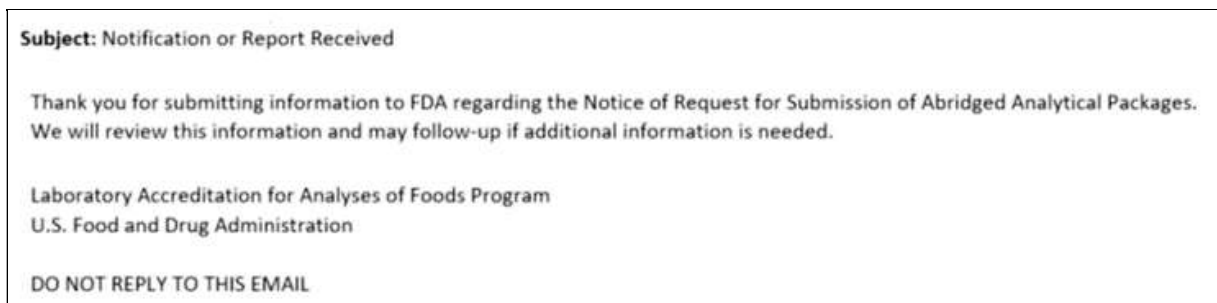 Subject: Notification or Report Received
Thank you for submitting information to FDA regarding the Notice of Request for Submission of Abridged Analytical Packages.
We will review this information and may follow-up if additional information is needed.
Laboratory Accreditation for Analyses of Foods Program
U.S. Food and Drug Administration
DO NOT REPLY TO THIS EMAIL